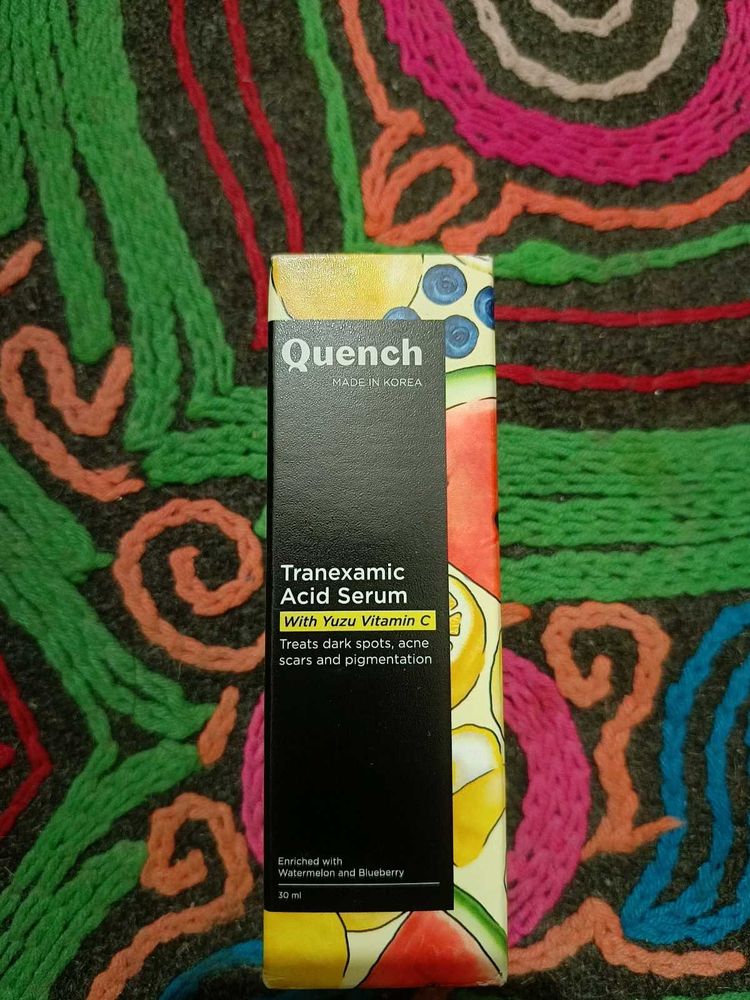 Quench
MADE IN KOREA
Tranexamic
Acid Serum
With Yuzu Vitamin C
Treats dark spots, acne
scars and pigmentation
Enriched with
Watermelon and Blueberry
30 ml